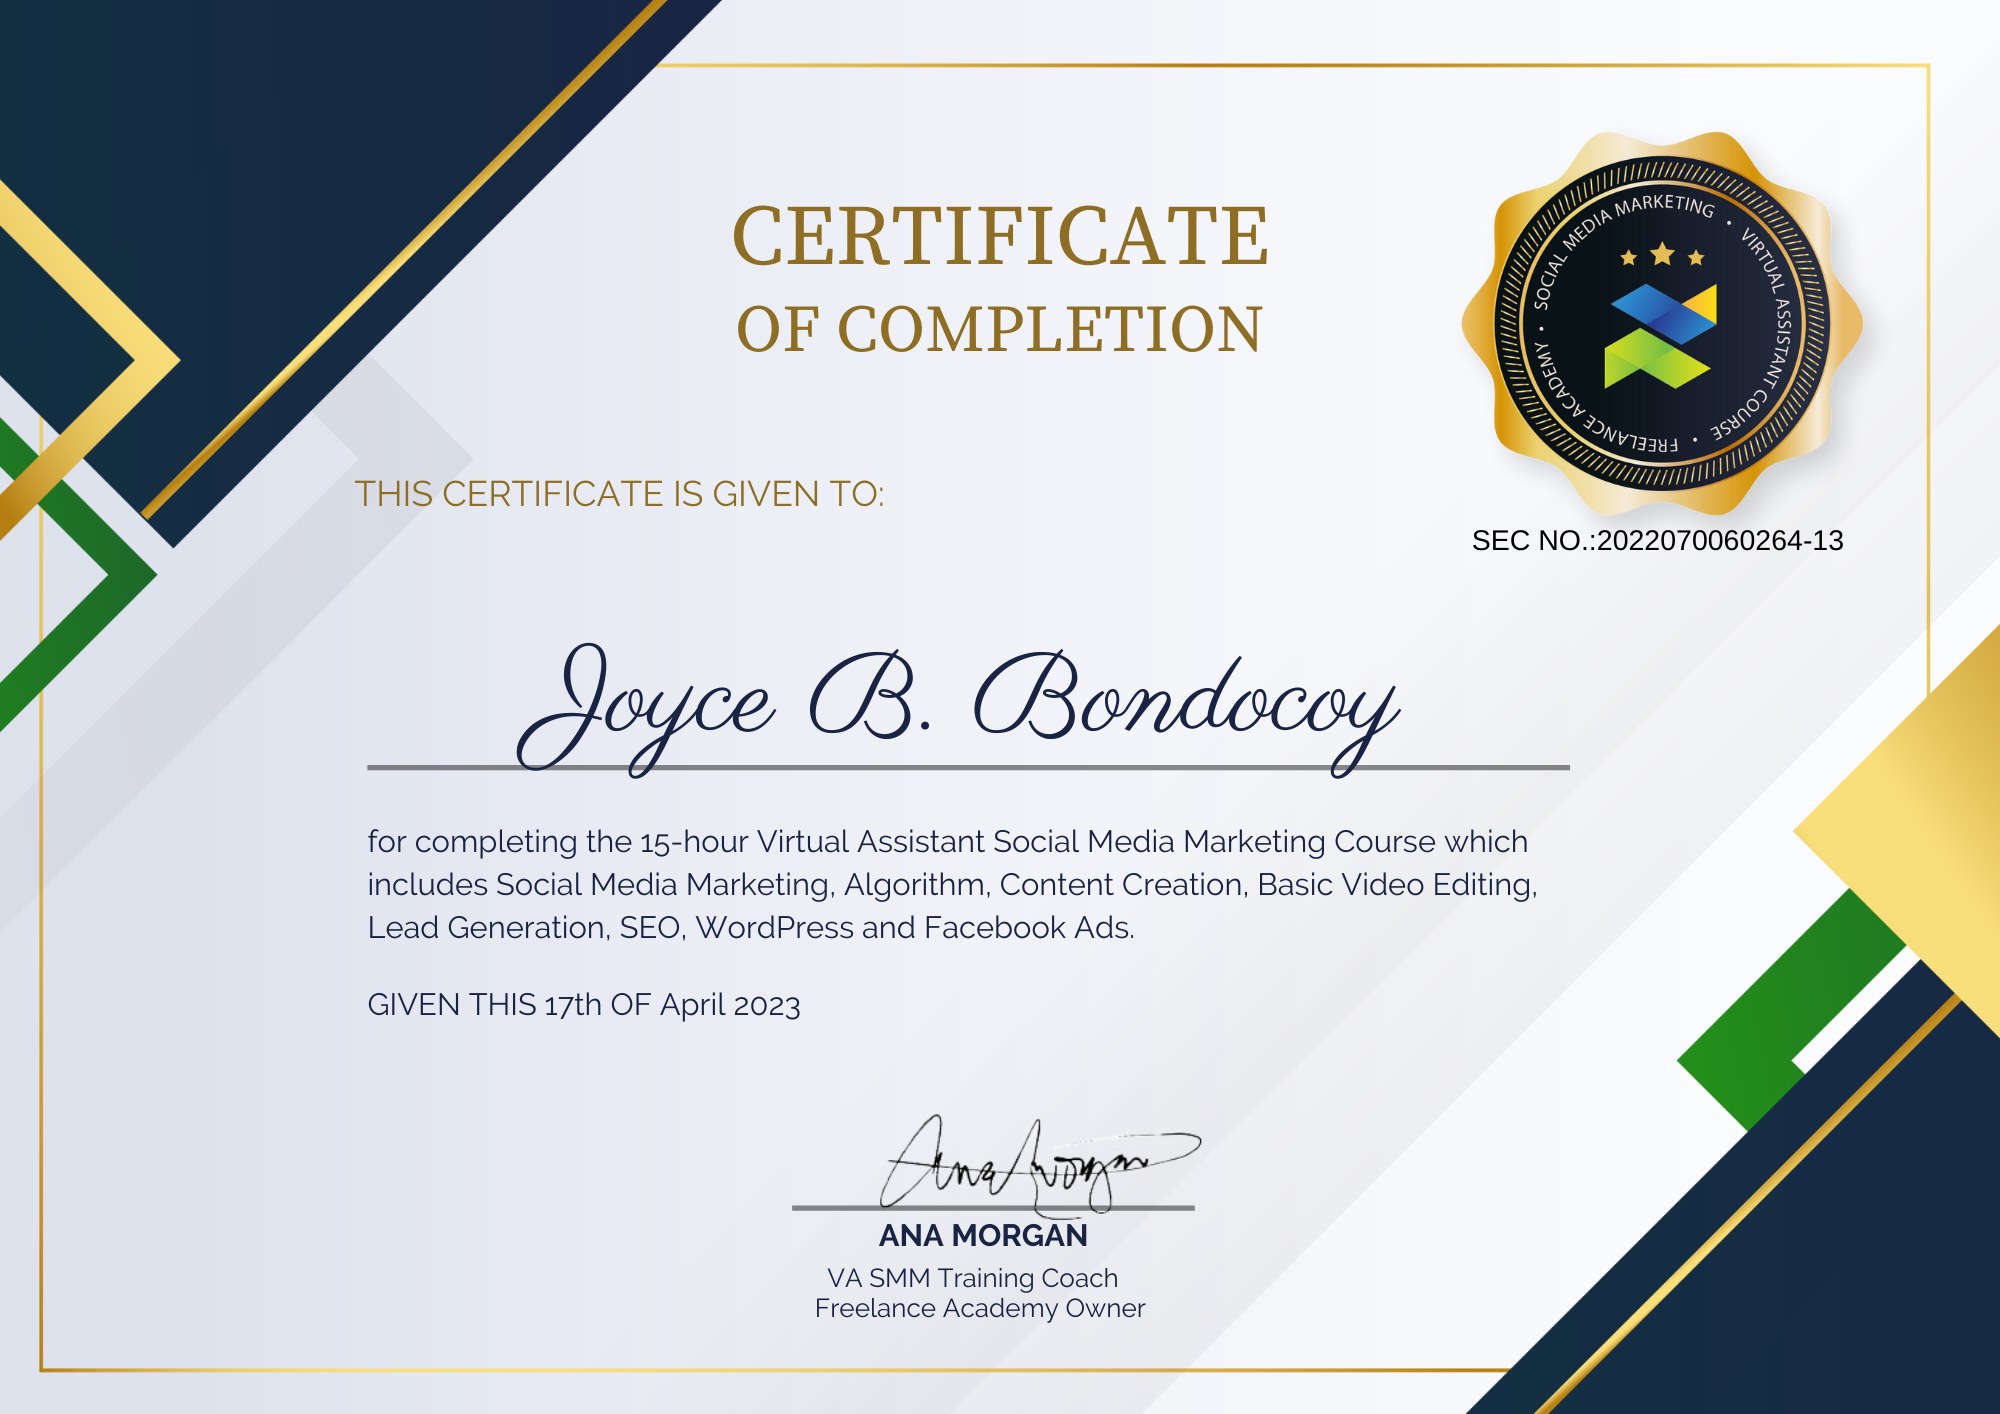 CERTIFICATE
OF COMPLETION
SOCIAL MEDIA MARKETING • VIRTUAL ASSISTANT COURSE • FREELANCE ACADEMY •
SEC NO.:2022070060264-13
THIS CERTIFICATE IS GIVEN TO:
Joyce B. Bondocoy
for completing the 15-hour Virtual Assistant Social Media Marketing Course which
includes Social Media Marketing, Algorithm, Content Creation, Basic Video Editing,
Lead Generation, SEO, WordPress and Facebook Ads.
GIVEN THIS 17th OF April 2023
Ana Morgan
ANA MORGAN
VA SMM Training Coach
Freelance Academy Owner